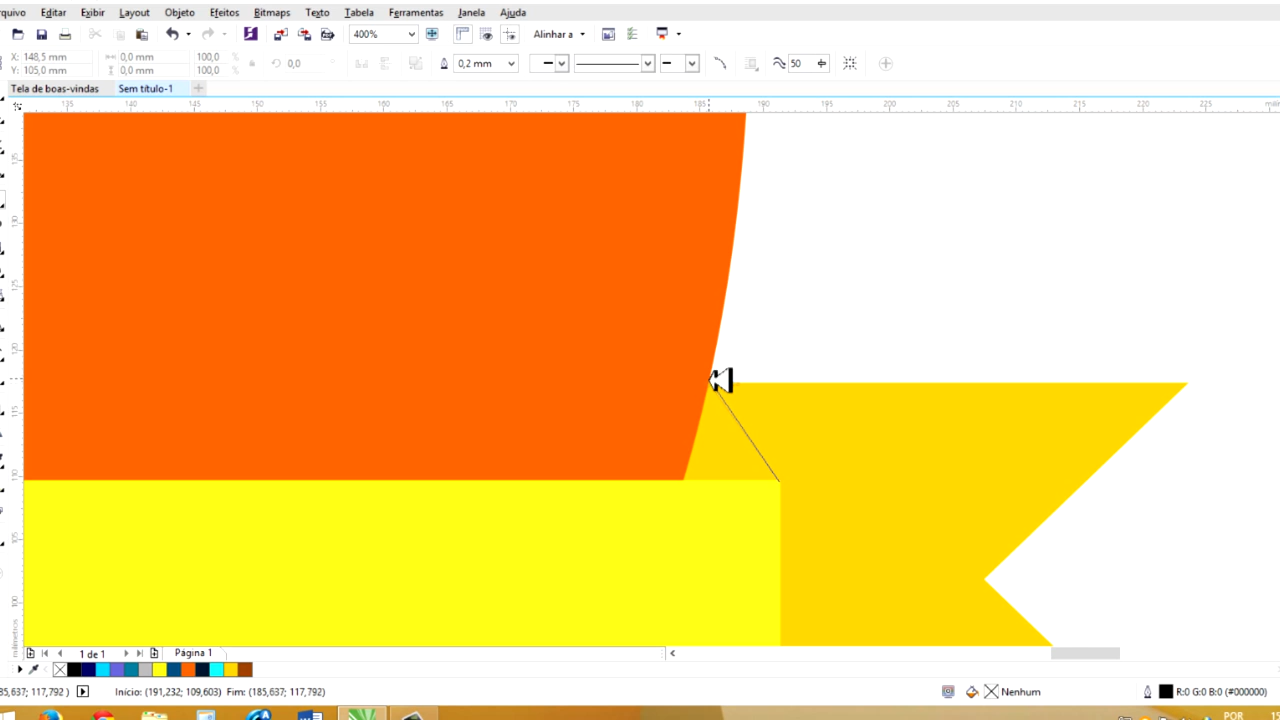 rquivo Editar Exibir Layout Objeto Efeitos Bitmaps Texto Tabela Ferramentas Janela Ajuda
400% Alinhar a
X: 148,5 mm 0,0 mm 100,0 % 0,0 0,2 mm 50
Y: 105,0 mm 0,0 mm 100,0 %
Tela de boas-vindas Sem título-1
135 140 145 150 155 160 165 170 175 180 185 190 195 200 205 210 215 220 225
1 de 1 Página 1
85,637; 117,792 ) Início: (191,232; 109,603) Fim: (185,637; 117,792) Nenhum R:0 G:0 B:0 (#000000)
POR